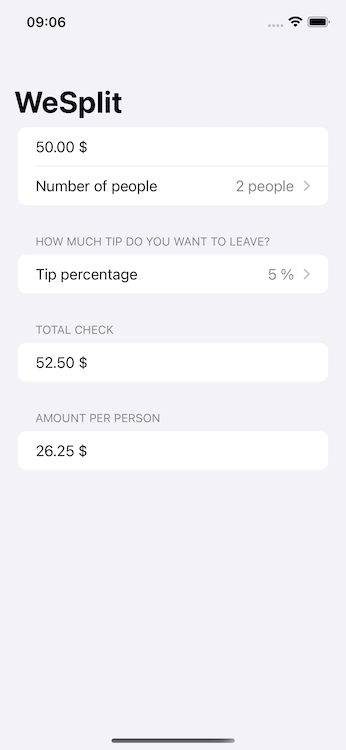 09:06
WeSplit
50.00 $
Number of people 2 people
HOW MUCH TIP DO YOU WANT TO LEAVE?
Tip percentage 5 %
TOTAL CHECK
52.50 $
AMOUNT PER PERSON
26.25 $